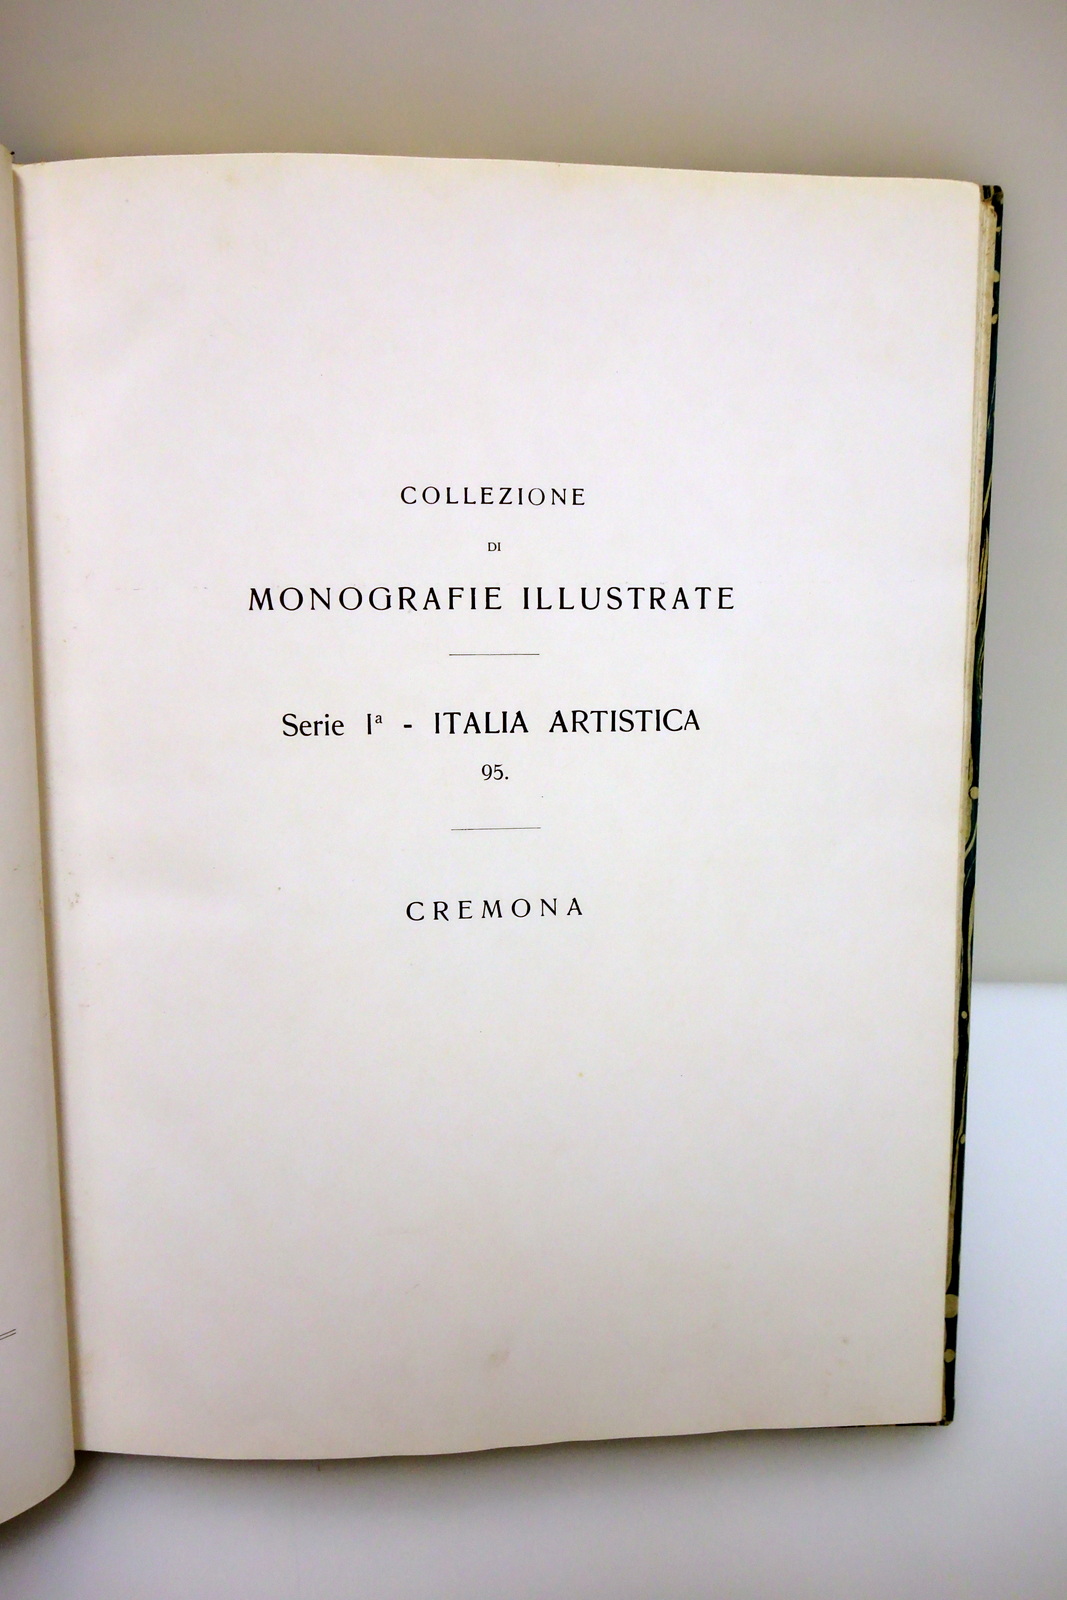 COLLEZIONE
DI
MONOGRAFIE ILLUSTRATE
Serie Iª - ITALIA ARTISTICA
95.
CREMONA